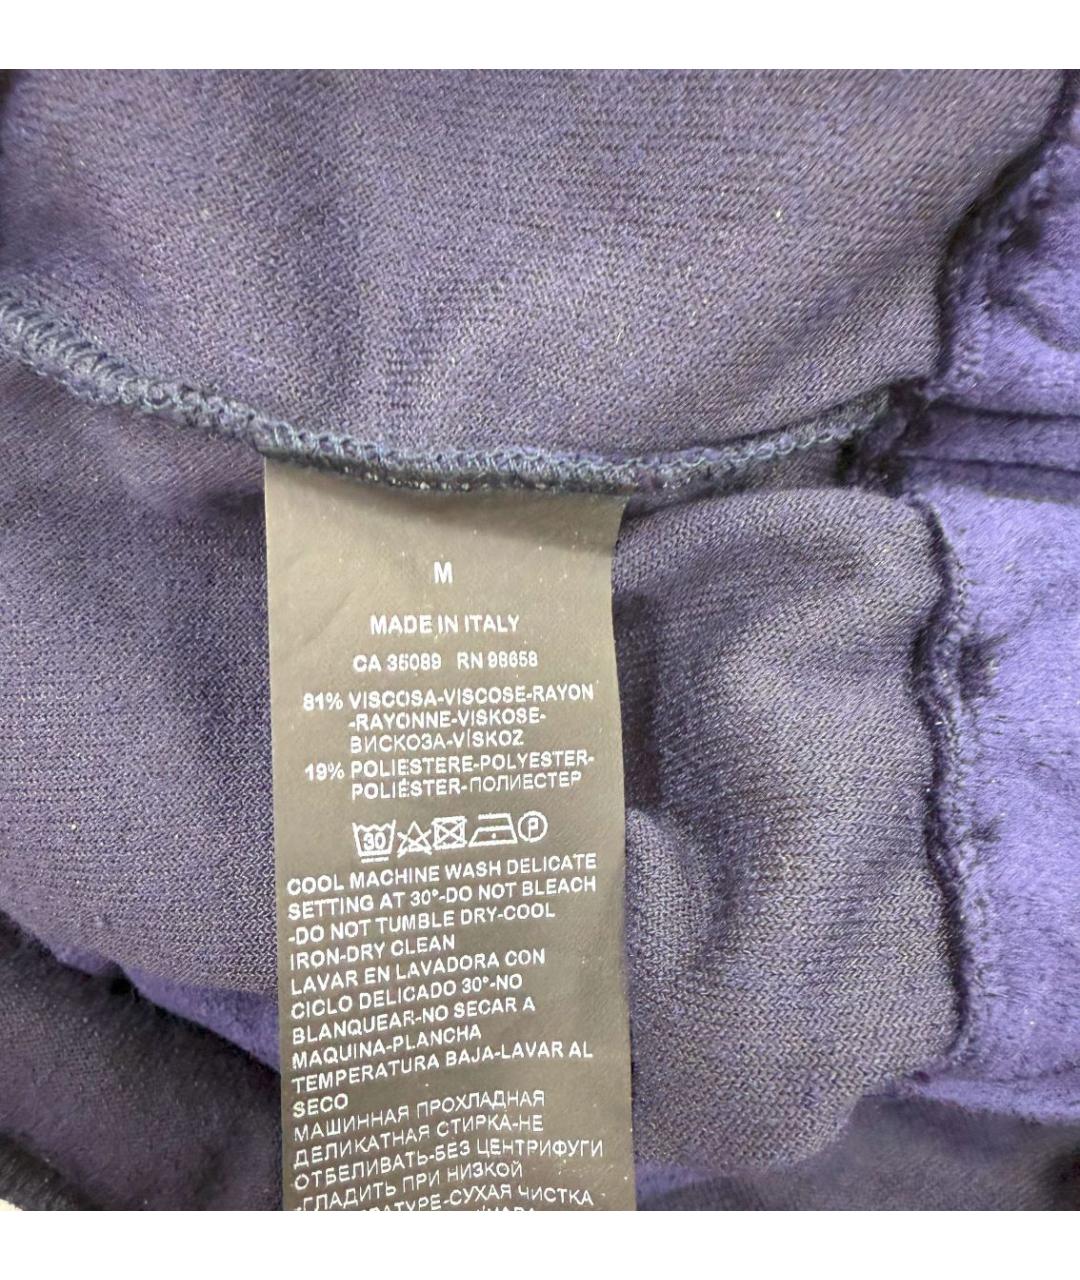 M
MADE IN ITALY
CA 35089 RN 98658
81% VISCOSA-VISCOSE-RAYON
-RAYONNE-VISKOSE-
ВИСКОЗА-VİSKOZ
19% POLIESTERE-POLYESTER-
POLIÉSTER-ПОЛИЕСТЕР
30 P
COOL MACHINE WASH DELICATE
SETTING AT 30°-DO NOT BLEACH
-DO NOT TUMBLE DRY-COOL
IRON-DRY CLEAN
LAVAR EN LAVADORA CON
CICLO DELICADO 30°-NO
BLANQUEAR-NO SECAR A
MAQUINA-PLANCHA
TEMPERATURA BAJA-LAVAR AL
SECO
МАШИННАЯ ПРОХЛАДНАЯ
ДЕЛИКАТНАЯ СТИРКА-НЕ
ОТБЕЛИВАТЬ-БЕЗ ЦЕНТРИФУГИ
-ГЛАДИТЬ ПРИ НИЗКОЙ
-СУХАЯ ЧИСТКА